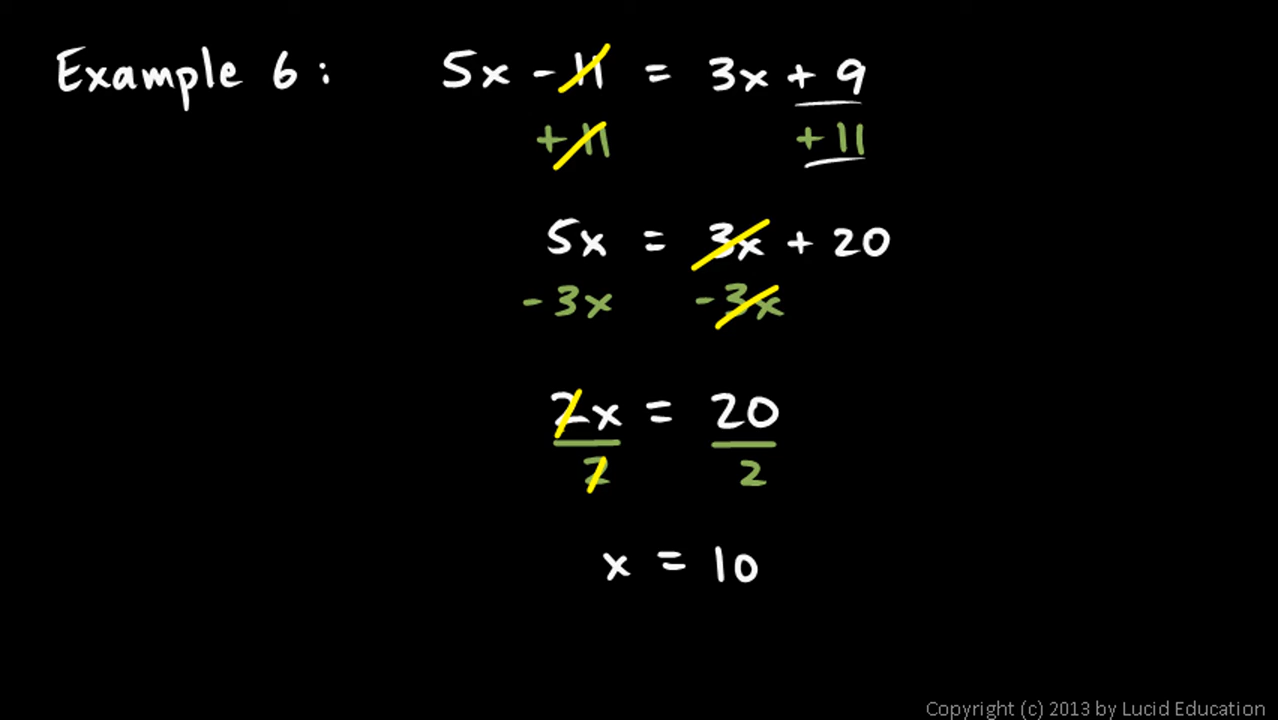 Example 6: 5x - 11 = 3x + 9
+ 11 + 11
5x = 3x + 20
- 3x - 3x
2x = 20
2 2
x = 10
Copyright (c) 2013 by Lucid Education